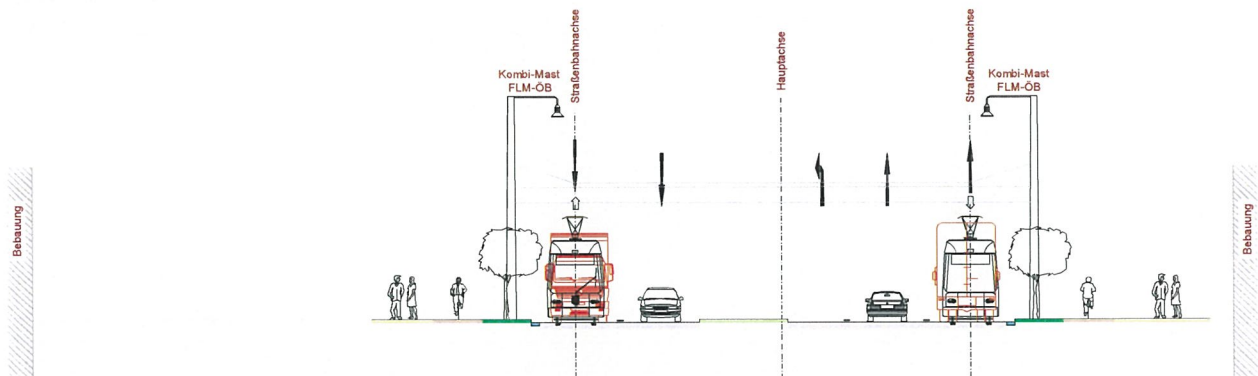 Kombi-Mast
FLM-ÖB
Straßenbahnachse
Hauptachse
Straßenbahnachse
Kombi-Mast
FLM-ÖB
Bebauung
Bebauung